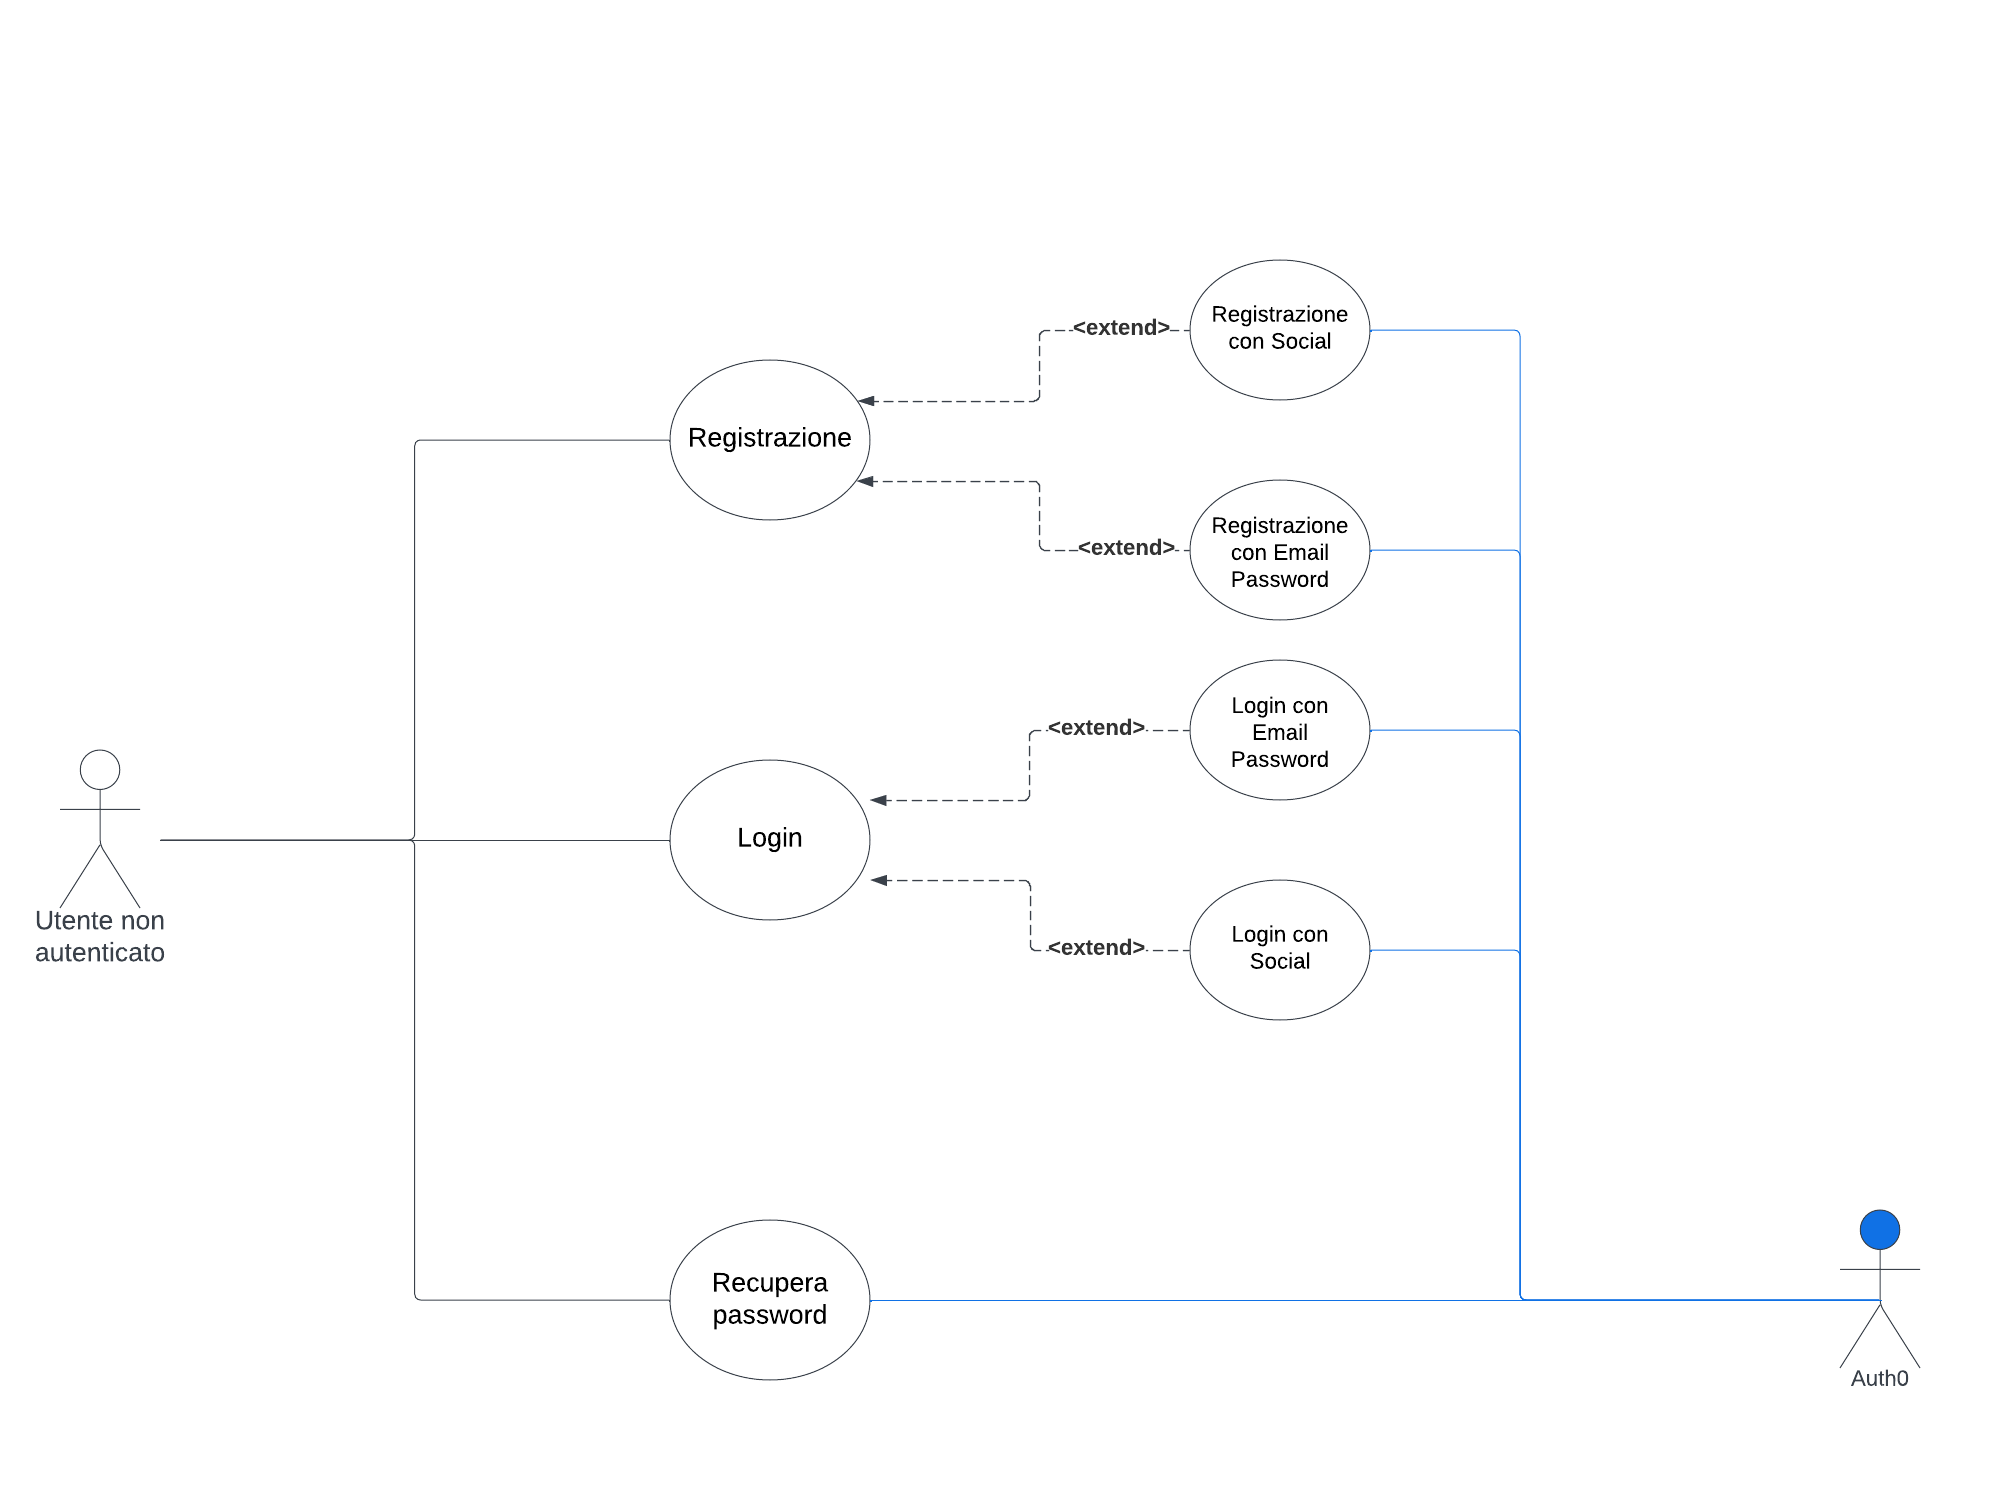 Registrazione
con Social
<extend>
Registrazione
<extend>
Registrazione
con Email
Password
<extend>
Login con
Email
Password
Login
Utente non
autenticato
<extend>
Login con
Social
Recupera
password
Auth0